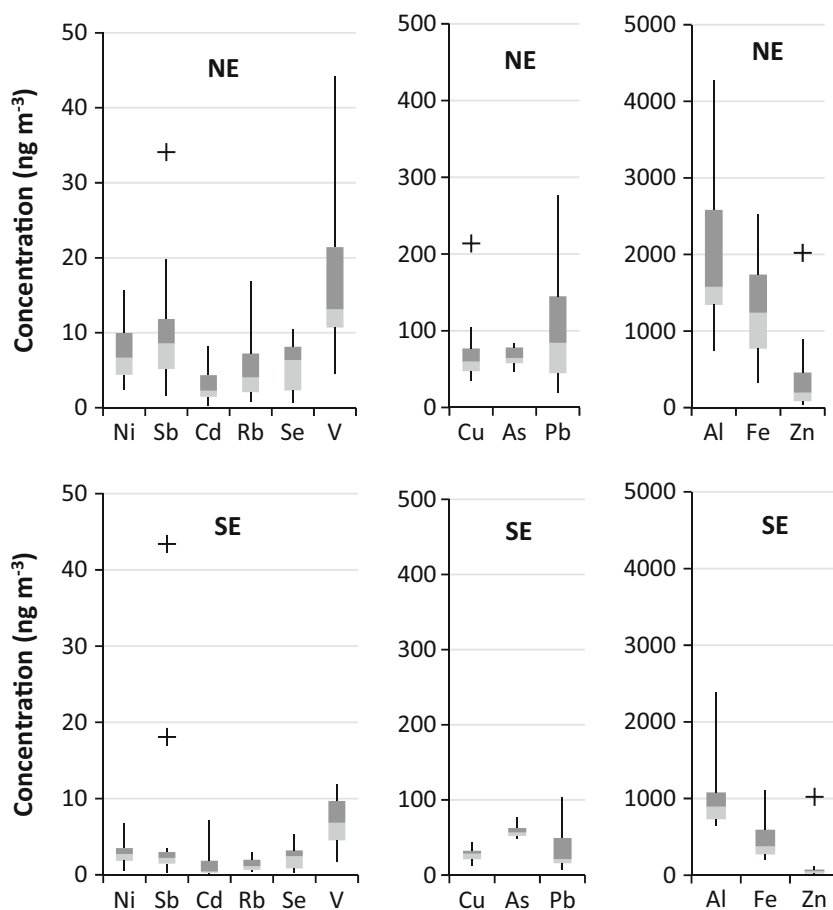 50
40
30
20
10
0
Concentration (ng m-3)
NE
Ni Sb Cd Rb Se V
500
400
300
200
100
0
NE
Cu As Pb
5000
4000
3000
2000
1000
0
NE
Al Fe Zn
50
40
30
20
10
0
Concentration (ng m-3)
SE
Ni Sb Cd Rb Se V
500
400
300
200
100
0
SE
Cu As Pb
5000
4000
3000
2000
1000
0
SE
Al Fe Zn